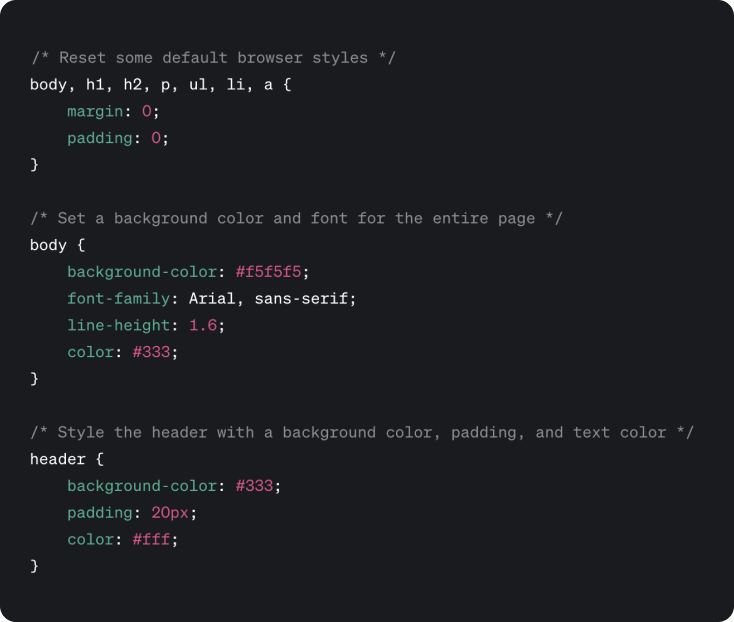 /* Reset some default browser styles */
body, h1, h2, p, ul, li, a {
    margin: 0;
    padding: 0;
}

/* Set a background color and font for the entire page */
body {
    background-color: #f5f5f5;
    font-family: Arial, sans-serif;
    line-height: 1.6;
    color: #333;
}

/* Style the header with a background color, padding, and text color */
header {
    background-color: #333;
    padding: 20px;
    color: #fff;
}